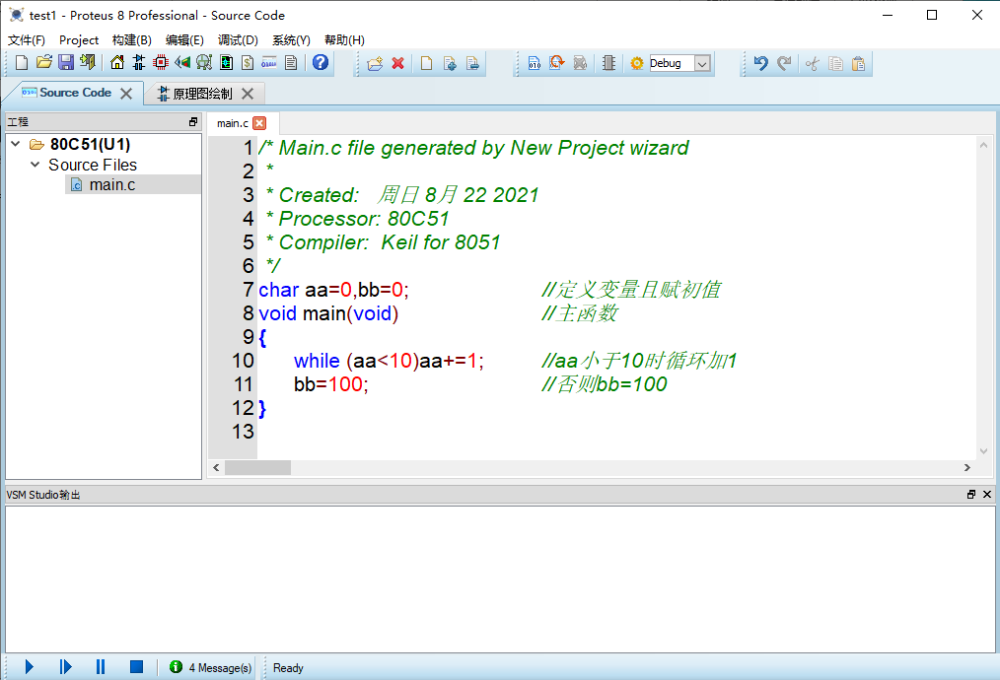 test1 - Proteus 8 Professional - Source Code
文件(F) Project 构建(B) 编辑(E) 调试(D) 系统(Y) 帮助(H)
Debug
Source Code 原理图绘制
工程
80C51(U1)
Source Files
main.c
main.c
1 /* Main.c file generated by New Project wizard
2 *
3 * Created: 周日 8月 22 2021
4 * Processor: 80C51
5 * Compiler: Keil for 8051
6 */
7 char aa=0,bb=0; //定义变量且赋初值
8 void main(void) //主函数
9 {
10 while (aa<10)aa+=1; //aa小于10时循环加1
11 bb=100; //否则bb=100
12 }
13
VSM Studio输出
4 Message(s) Ready